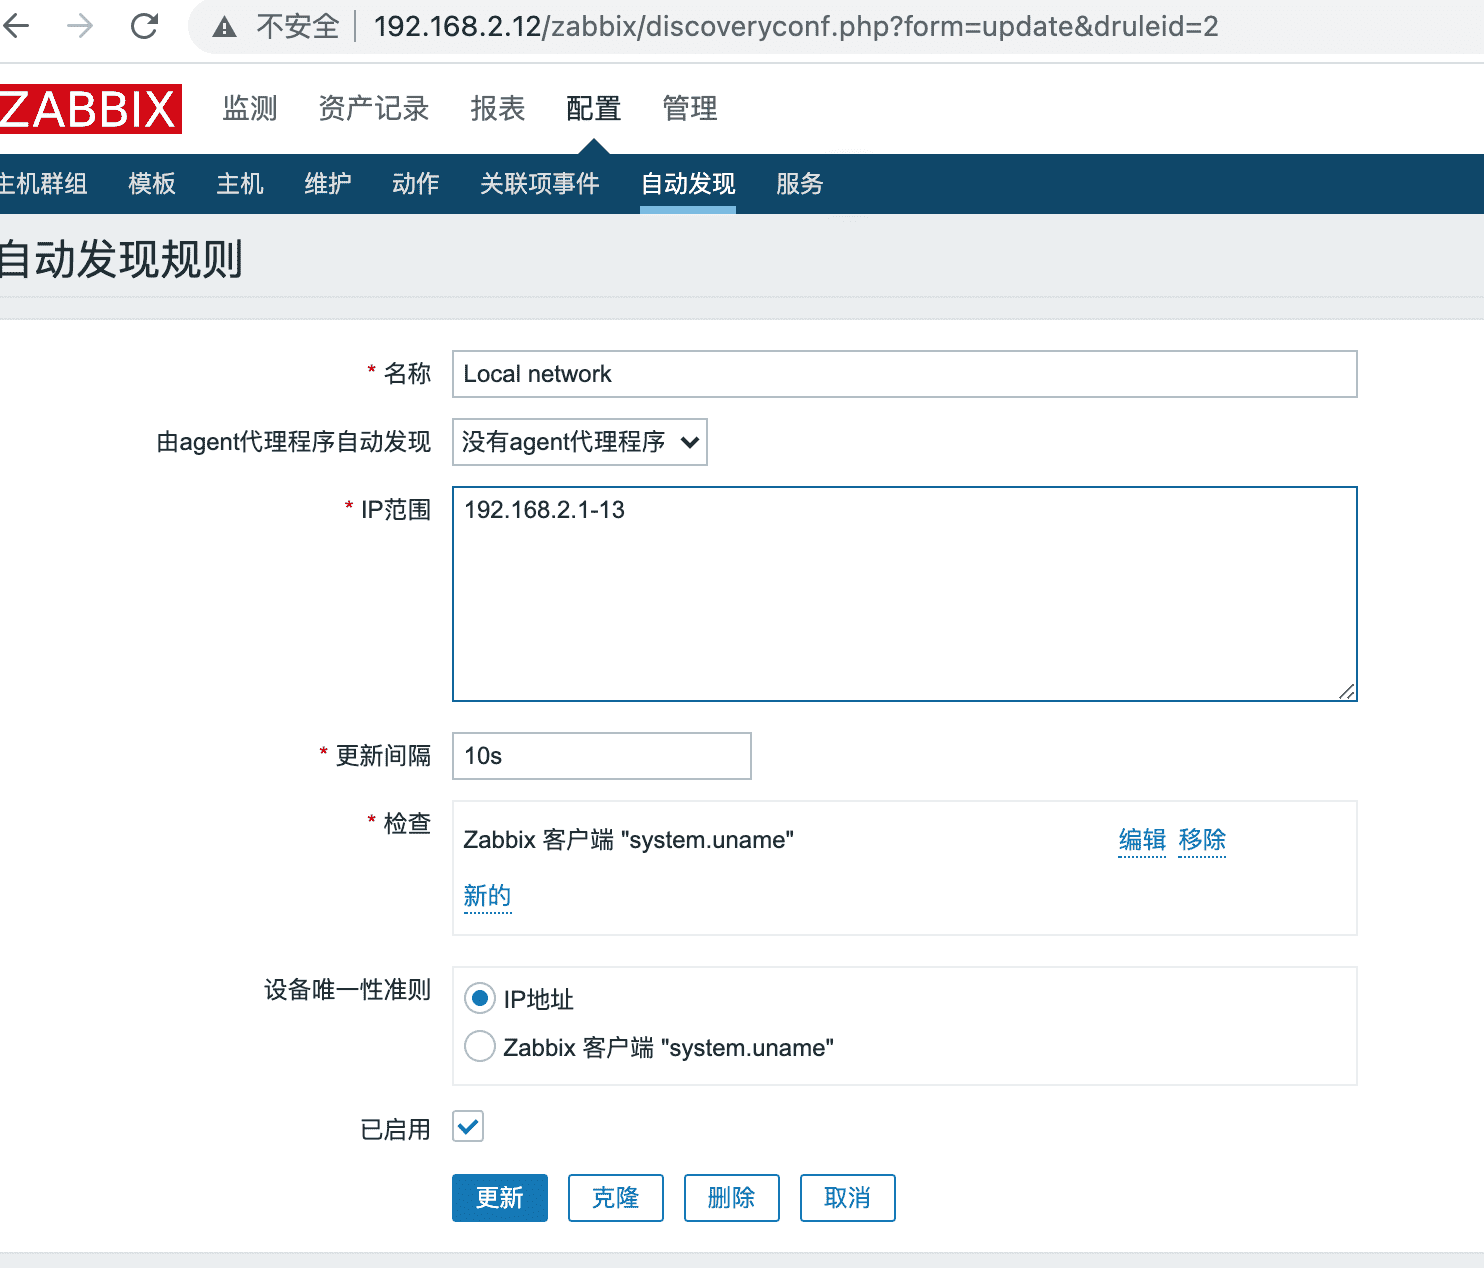 不安全 192.168.2.12/zabbix/discoveryconf.php?form=update&druleid=2
ZABBIX 监测 资产记录 报表 配置 管理
主机群组 模板 主机 维护 动作 关联项事件 自动发现 服务
自动发现规则
* 名称 Local network
由agent代理程序自动发现 没有agent代理程序
* IP范围 192.168.2.1-13
* 更新间隔 10s
* 检查 Zabbix 客户端 "system.uname" 编辑 移除
新的
设备唯一性准则 IP地址
Zabbix 客户端 "system.uname"
已启用
更新 克隆 删除 取消